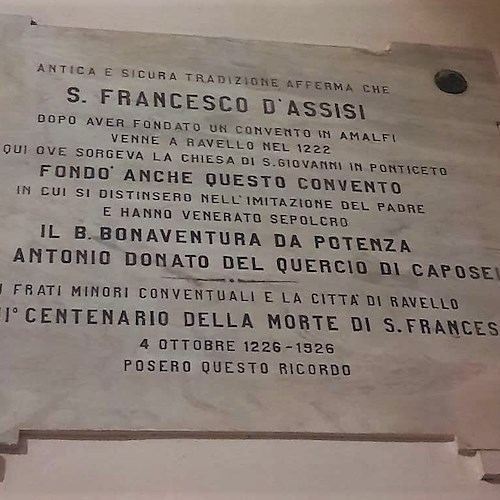 ANTICA E SICURA TRADIZIONE AFFERMA CHE
S. FRANCESCO D'ASSISI
DOPO AVER FONDATO UN CONVENTO IN AMALFI
VENNE A RAVELLO NEL 1222
QUI OVE SORGEVA LA CHIESA DI S.GIOVANNI IN PONTICETO
FONDO' ANCHE QUESTO CONVENTO
IN CUI SI DISTINSERO NELL'IMITAZIONE DEL PADRE
E HANNO VENERATO SEPOLCRO
IL B. BONAVENTURA DA POTENZA
ANTONIO DONATO DEL QUERCIO DI CAPOSE
I FRATI MINORI CONVENTUALI E LA CITTA' DI RAVELLO
CENTENARIO DELLA MORTE DI S. FRANCES
4 OTTOBRE 1226-1926
POSERO QUESTO RICORDO